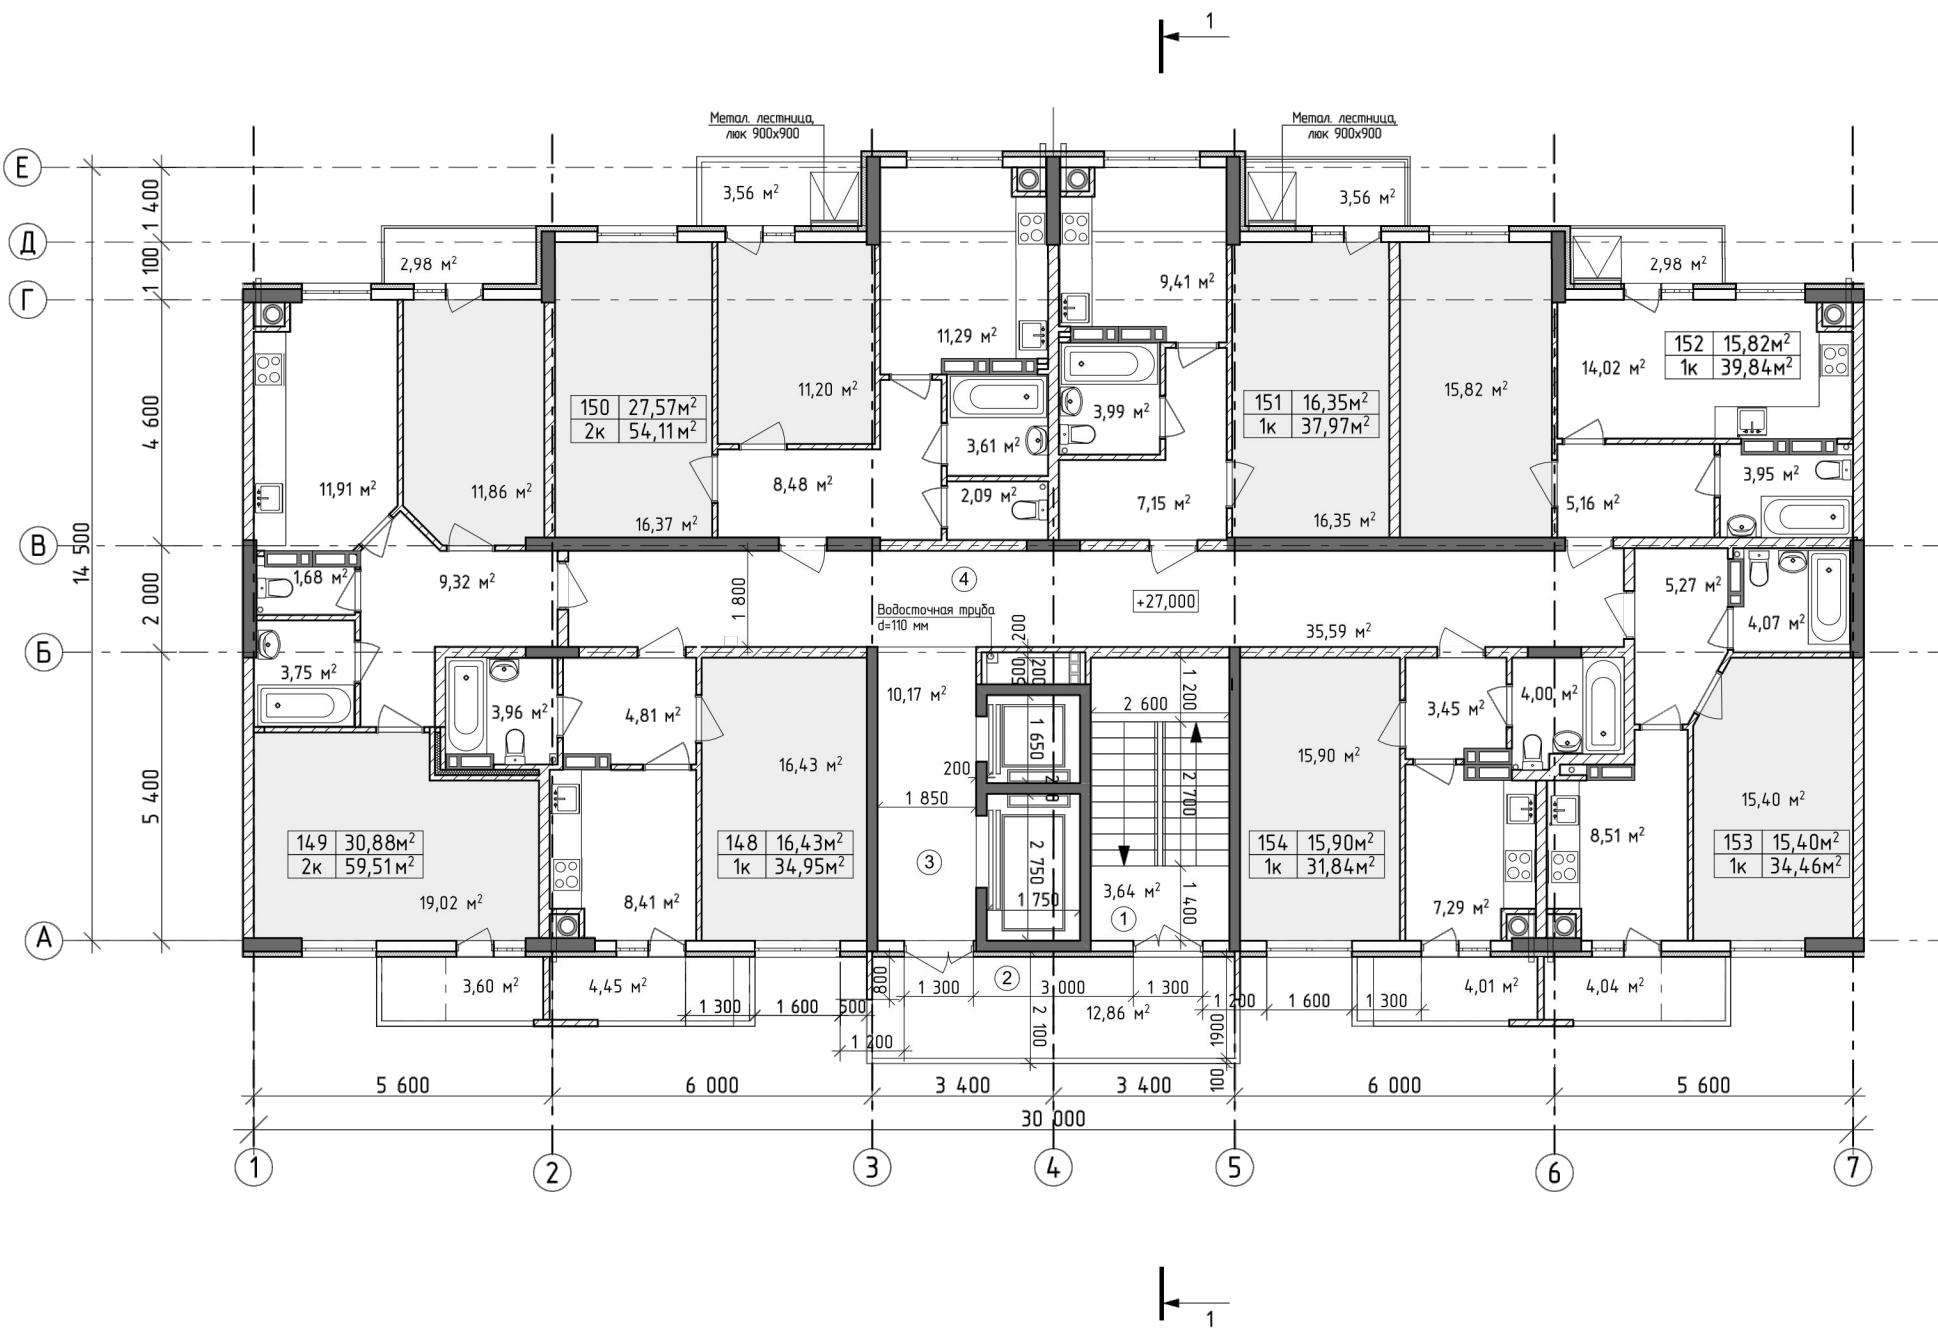 1
Метал. лестница,
люк 900х900
Метал. лестница,
люк 900х900
Е
Д
Г
В
Б
А
1 400
1 100
4 600
2 000
5 400
14 500
3,56 м²
3,56 м²
2,98 м²
2,98 м²
11,91 м²
11,86 м²
150 27,57м²
2к 54,11м²
16,37 м²
11,20 м²
8,48 м²
11,29 м²
3,61 м²
2,09 м²
9,41 м²
3,99 м²
7,15 м²
151 16,35м²
1к 37,97м²
16,35 м²
15,82 м²
14,02 м²
152 15,82м²
1к 39,84м²
5,16 м²
3,95 м²
1,68 м²
9,32 м²
3,75 м²
1 800
4
+27,000
Водосточная труба
d=110 мм
35,59 м²
5,27 м²
4,07 м²
200
500
200
3,96 м²
4,81 м²
16,43 м²
10,17 м²
1 650
200
1 850
2 750
1 750
2 600
1 200
2 700
1 400
3,64 м²
1
3
15,90 м²
3,45 м²
4,00 м²
15,40 м²
149 30,88м²
2к 59,51м²
19,02 м²
8,41 м²
148 16,43м²
1к 34,95м²
154 15,90м²
1к 31,84м²
7,29 м²
8,51 м²
153 15,40м²
1к 34,46м²
3,60 м²
4,45 м²
1 300
1 600
500
1 200
800
1 300
2
3 000
1 300
2 100
12,86 м²
1900
100
1 200
1 600
1 300
4,01 м²
4,04 м²
5 600
6 000
3 400
3 400
6 000
5 600
30 000
1
2
3
4
5
6
7
1